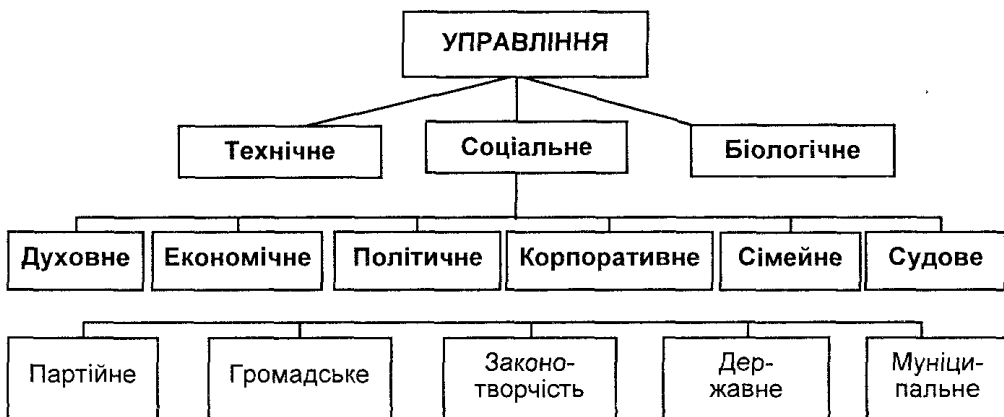 УПРАВЛІННЯ
Технічне Соціальне Біологічне
Духовне Економічне Політичне Корпоративне Сімейне Судове
Партійне Громадське Законо-
творчість Дер-
жавне Муніци-
пальне